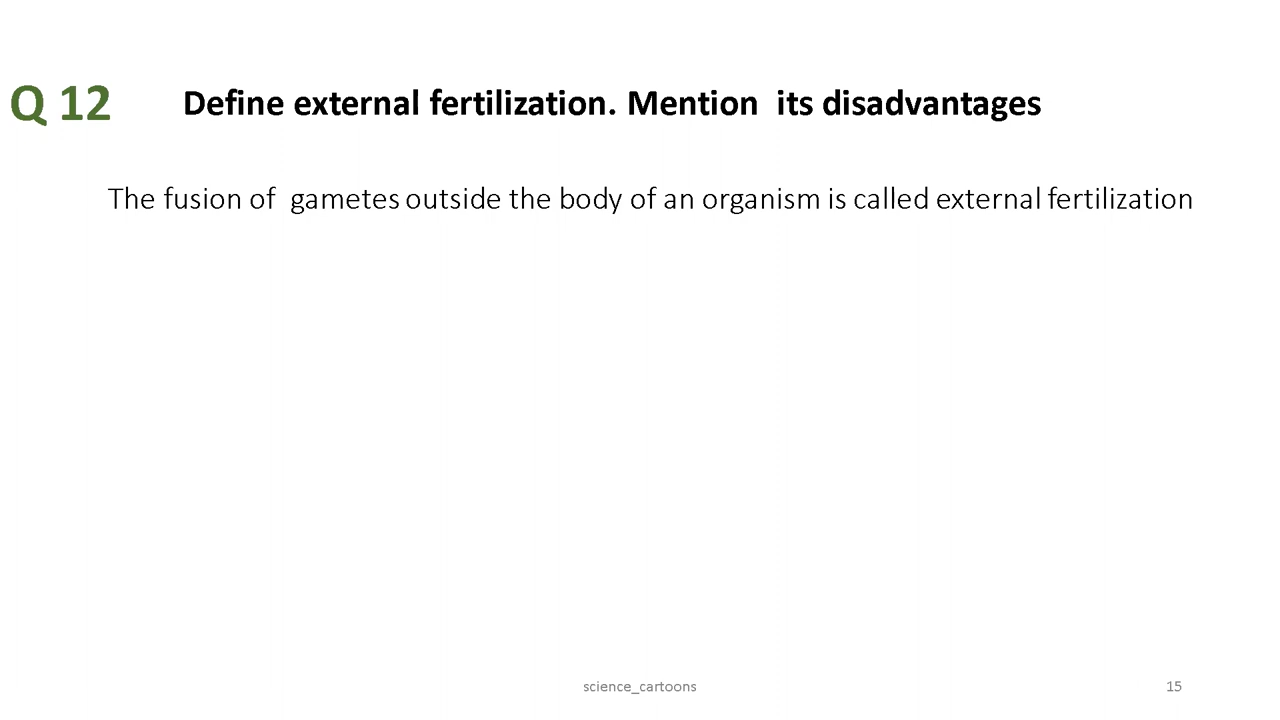 Q 12
Define external fertilization. Mention its disadvantages
The fusion of gametes outside the body of an organism is called external fertilization
science_cartoons
15